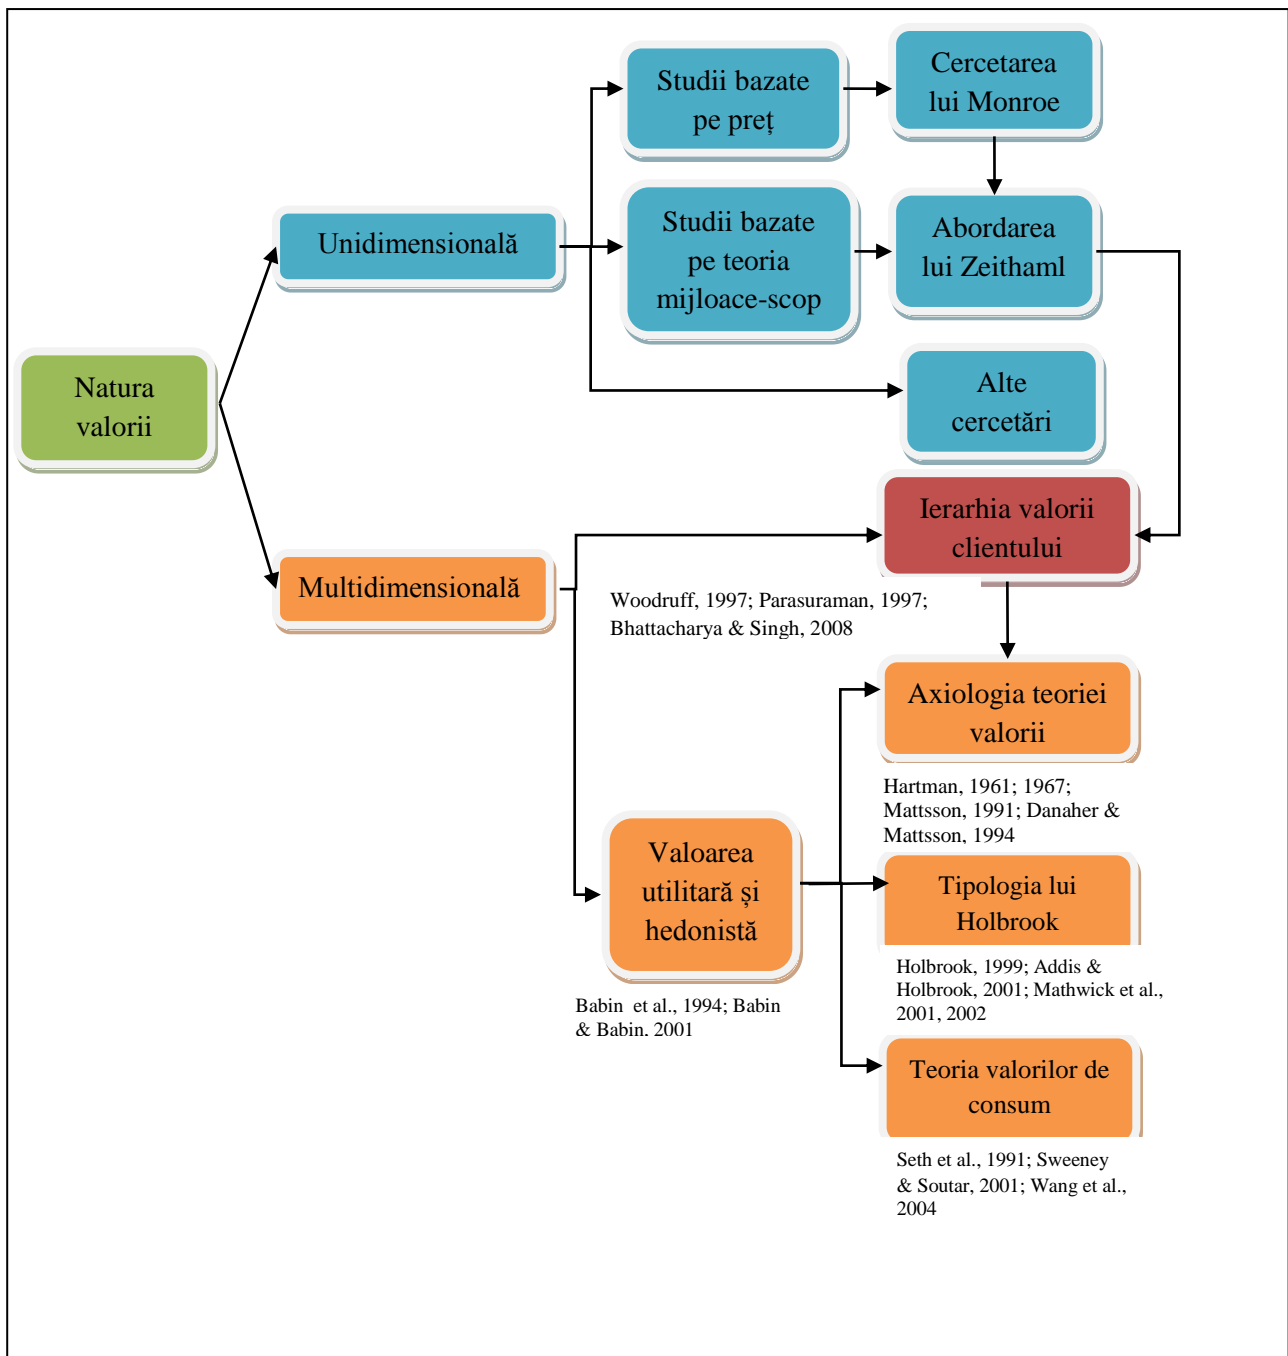 Studii bazate
pe preț
Cercetarea
lui Monroe
Unidimensională
Studii bazate
pe teoria
mijloace-scop
Abordarea
lui Zeithaml
Natura
valorii
Alte
cercetări
Ierarhia valorii
clientului
Multidimensională
Woodruff, 1997; Parasuraman, 1997;
Bhattacharya & Singh, 2008
Axiologia teoriei
valorii
Hartman, 1961; 1967;
Mattsson, 1991; Danaher &
Mattsson, 1994
Valoarea
utilitară și
hedonistă
Babin et al., 1994; Babin
& Babin, 2001
Tipologia lui
Holbrook
Holbrook, 1999; Addis &
Holbrook, 2001; Mathwick et al.,
2001, 2002
Teoria valorilor de
consum
Seth et al., 1991; Sweeney
& Soutar, 2001; Wang et al.,
2004